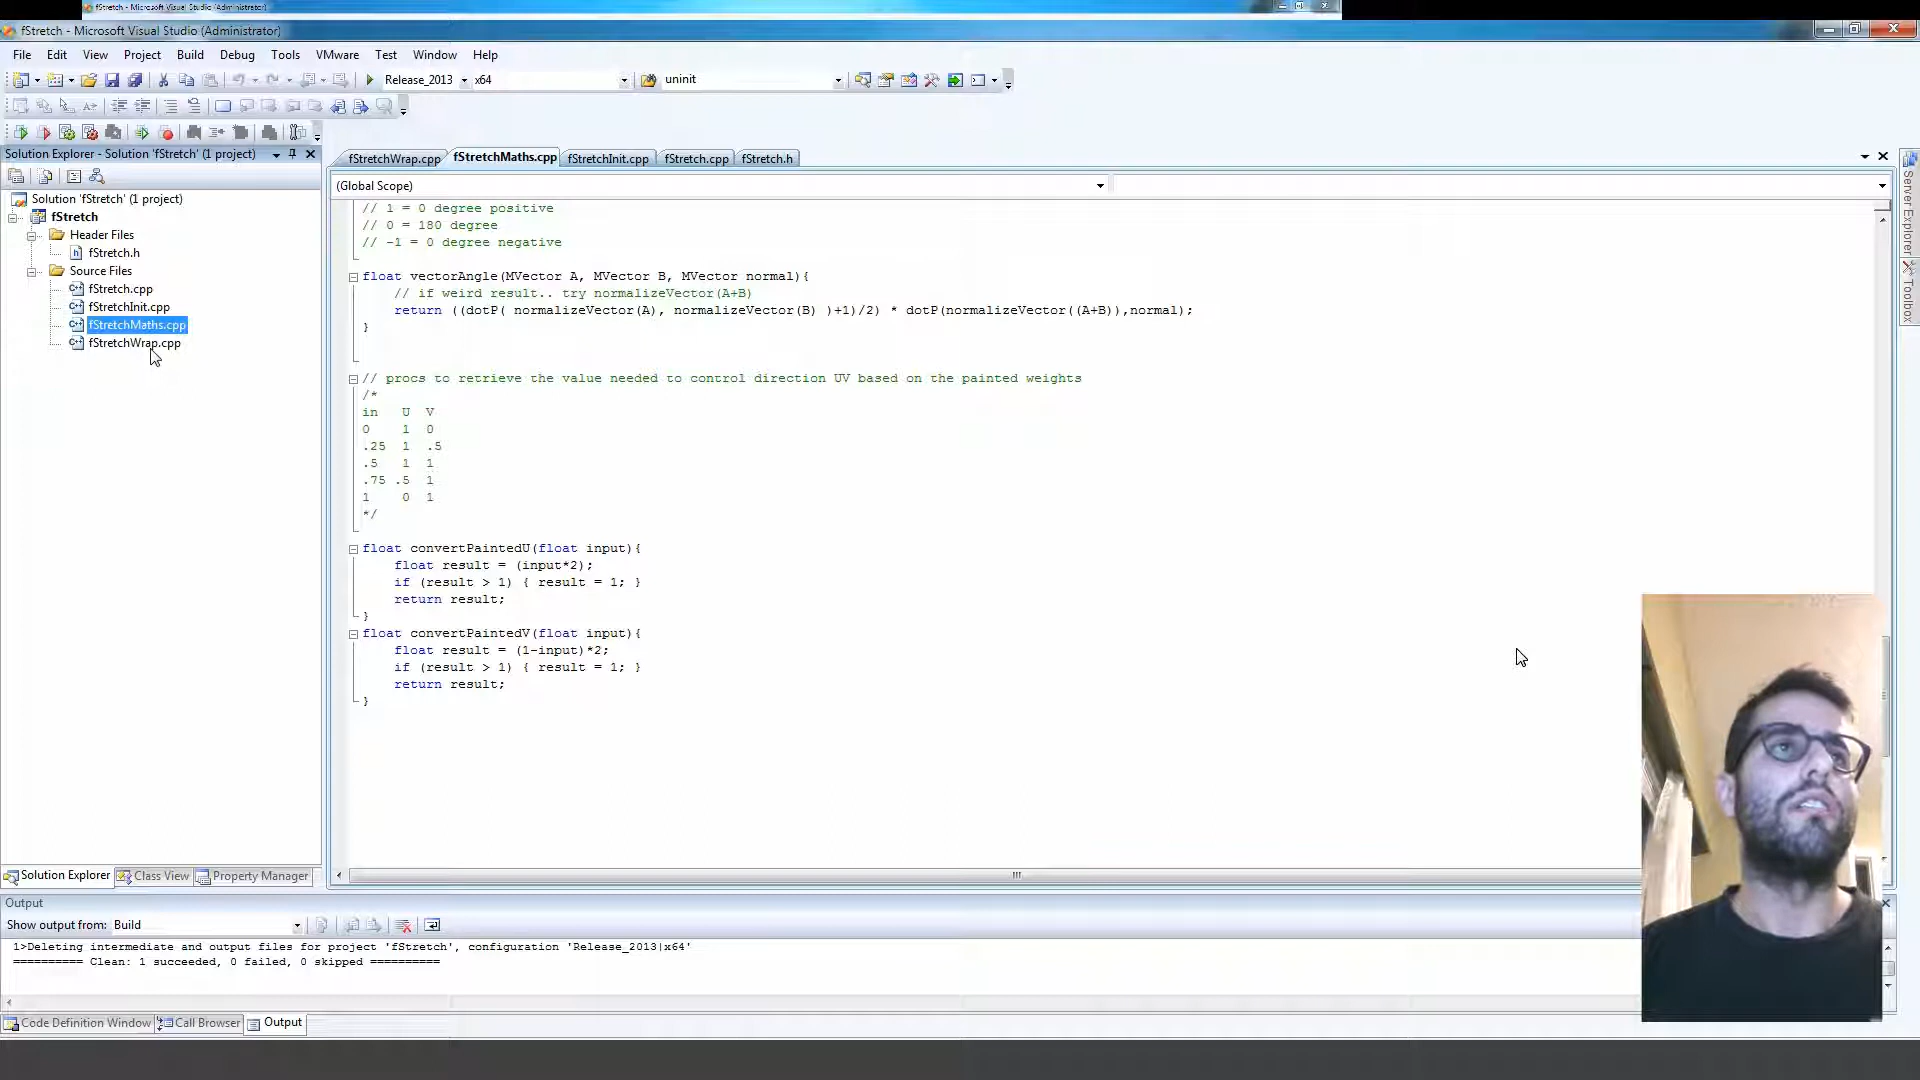 fStretch - Microsoft Visual Studio (Administrator)
fStretch - Microsoft Visual Studio (Administrator)
File Edit View Project Build Debug Tools VMware Test Window Help
Release_2013 x64 uninit
Solution Explorer - Solution 'fStretch' (1 project)
fStretchWrap.cpp fStretchMaths.cpp fStretchInit.cpp fStretch.cpp fStretch.h
(Global Scope)
Solution 'fStretch' (1 project)
fStretch
Header Files
fStretch.h
Source Files
fStretch.cpp
fStretchInit.cpp
fStretchMaths.cpp
fStretchWrap.cpp
// 1 = 0 degree positive
// 0 = 180 degree
// -1 = 0 degree negative
float vectorAngle(MVector A, MVector B, MVector normal){
// if weird result.. try normalizeVector(A+B)
return ((dotP( normalizeVector(A), normalizeVector(B) )+1)/2) * dotP(normalizeVector((A+B)),normal);
}
// procs to retrieve the value needed to control direction UV based on the painted weights
/*
in U V
0 1 0
.25 1 .5
.5 1 1
.75 .5 1
1 0 1
*/
float convertPaintedU(float input){
float result = (input*2);
if (result > 1) { result = 1; }
return result;
}
float convertPaintedV(float input){
float result = (1-input)*2;
if (result > 1) { result = 1; }
return result;
}
Server Explorer
Toolbox
Solution Explorer Class View Property Manager
Output
Show output from: Build
1>Deleting intermediate and output files for project 'fStretch', configuration 'Release_2013|x64'
========== Clean: 1 succeeded, 0 failed, 0 skipped ==========
Code Definition Window Call Browser Output